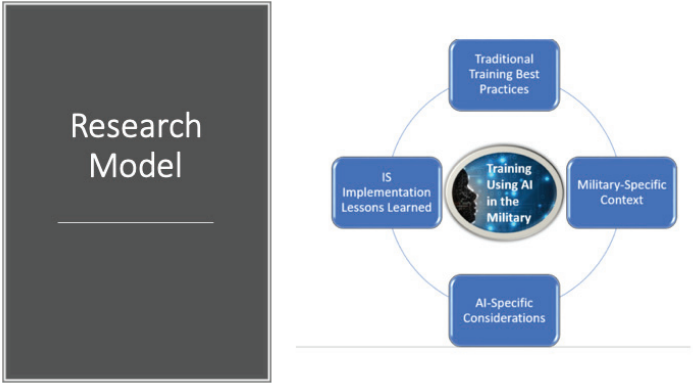 Research
Model
Traditional
Training Best
Practices
IS
Implementation
Lessons Learned
Training
Using AI
in the
Military
Military-Specific
Context
AI-Specific
Considerations